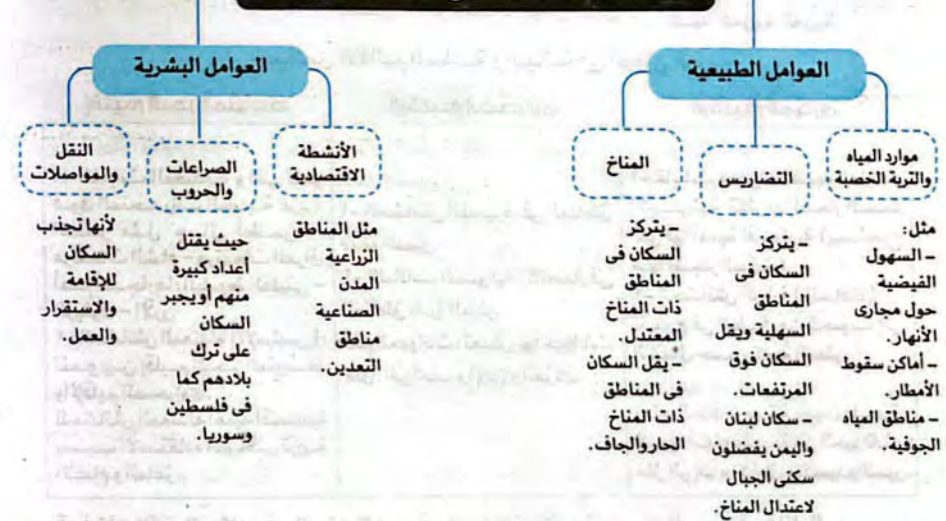 العوامل الطبيعية
موارد المياه
والتربة الخصبة
مثل:
- السهول
الفيضية
حول مجارى
الأنهار.
- أماكن سقوط
الأمطار.
- مناطق المياه
الجوفية.
التضاريس
- يتركز
السكان فى
المناطق
السهلية ويقل
السكان فوق
المرتفعات.
- سكان لبنان
واليمن يفضلون
سكنى الجبال
لاعتدال المناخ.
المناخ
- يتركز
السكان فى
المناطق
ذات المناخ
المعتدل.
- يقل السكان
فى المناطق
ذات المناخ
الحار والجاف.
العوامل البشرية
الأنشطة
الاقتصادية
مثل المناطق
الزراعية
المدن
الصناعية
مناطق
التعدين.
الصراعات
والحروب
حيث يقتل
أعداد كبيرة
منهم أو يجبر
السكان
على ترك
بلادهم كما
فى فلسطين
وسوريا.
النقل
والمواصلات
لأنها تجذب
السكان
للإقامة
والاستقرار
والعمل.